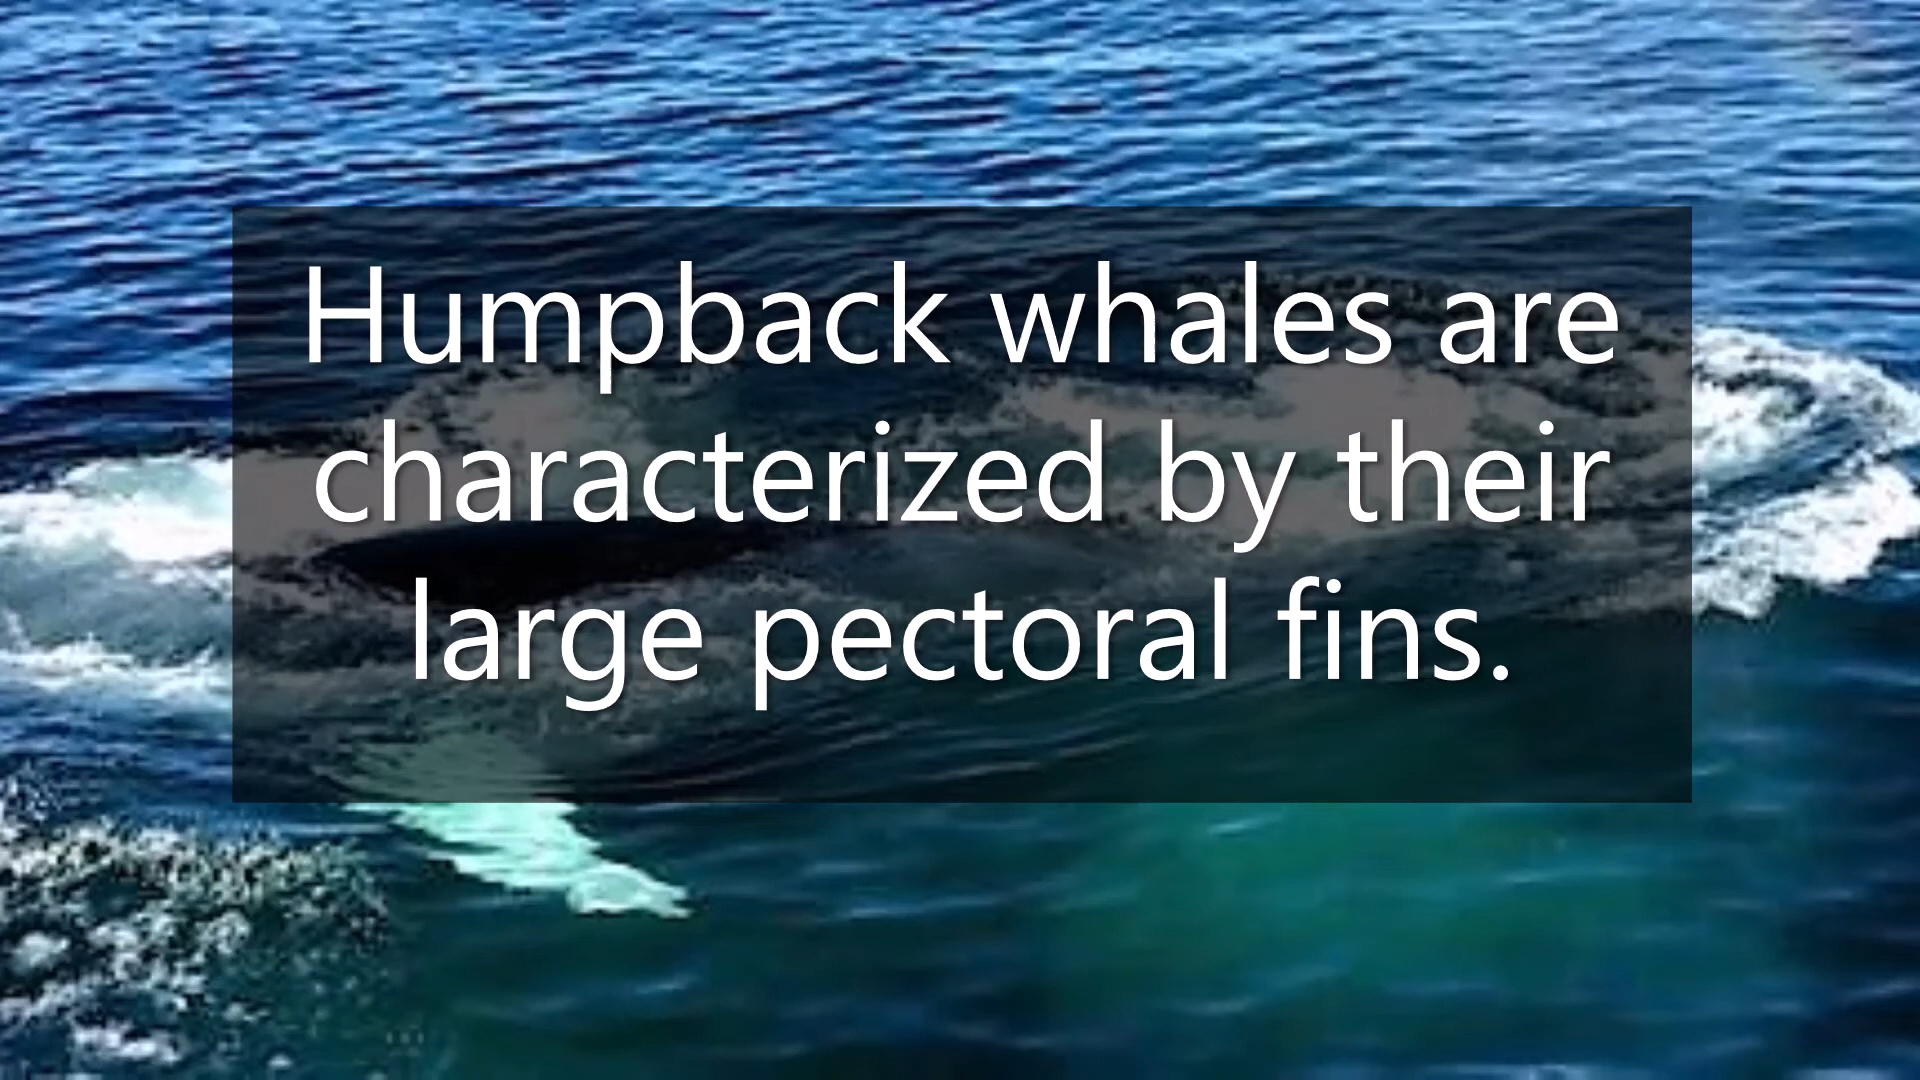 Humpback whales are
characterized by their
large pectoral fins.